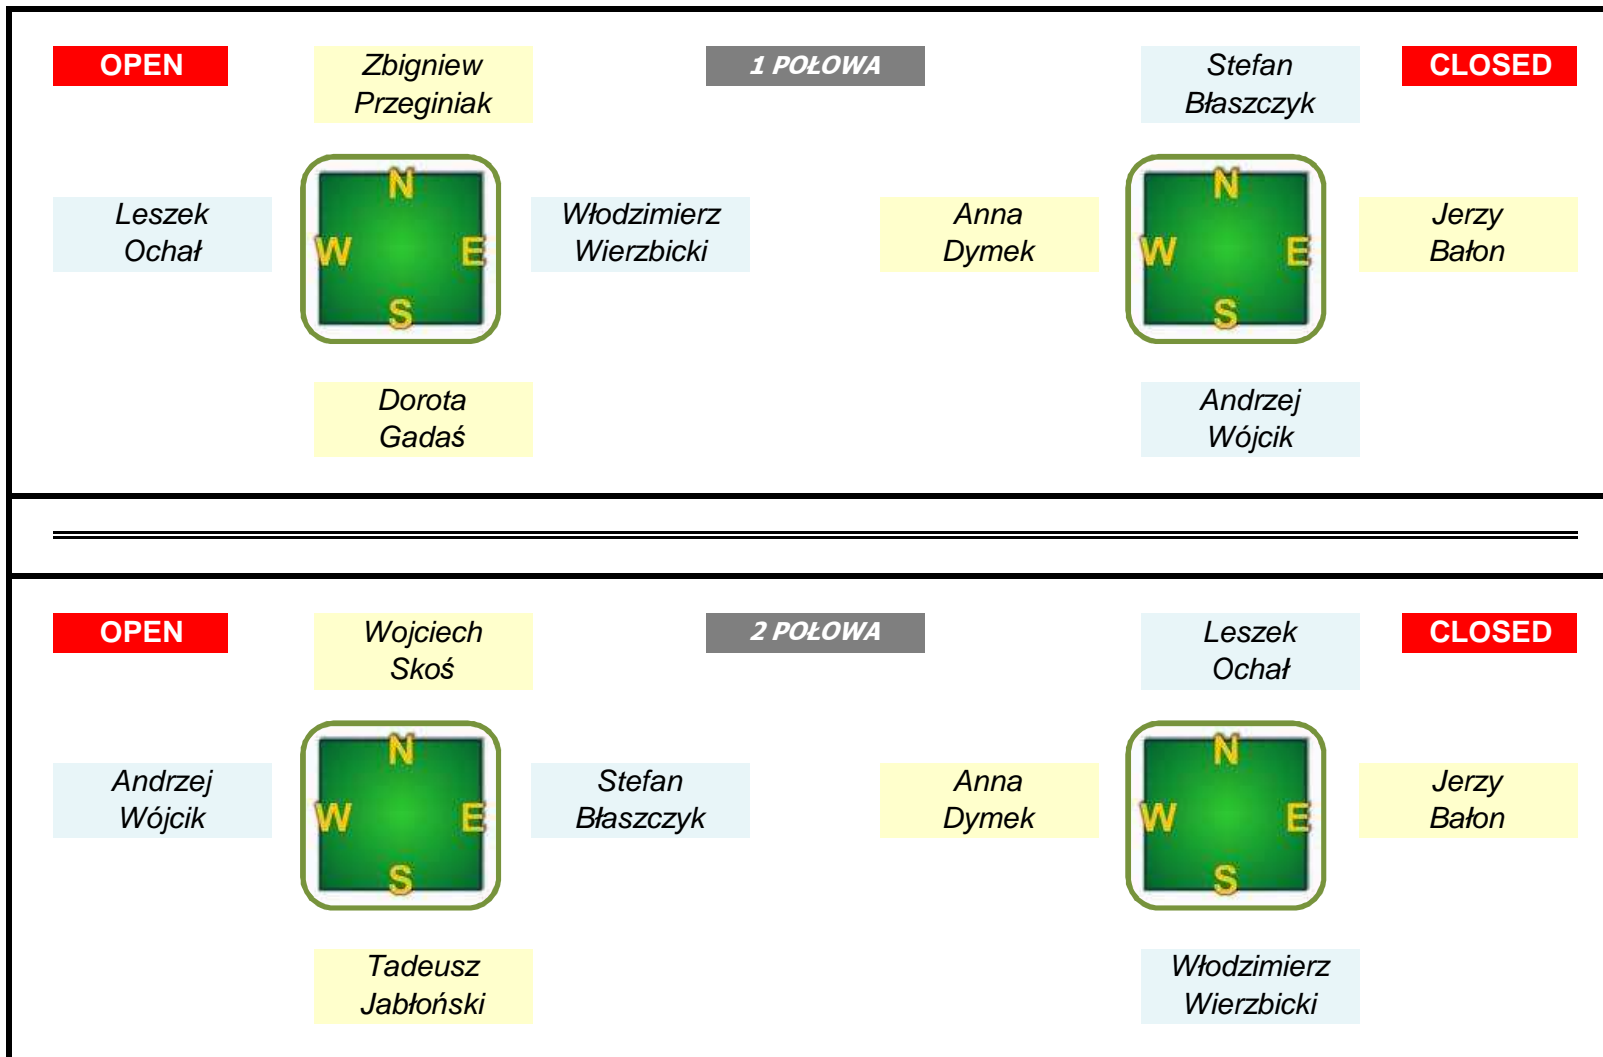 OPEN
Zbigniew
Przeginiak
1 POŁOWA
Stefan
Błaszczyk
CLOSED
N
W
E
S
Leszek
Ochał
Włodzimierz
Wierzbicki
Anna
Dymek
N
W
E
S
Jerzy
Bałon
Dorota
Gadaś
Andrzej
Wójcik
OPEN
Wojciech
Skoś
2 POŁOWA
Leszek
Ochał
CLOSED
Andrzej
Wójcik
N
W
E
S
Stefan
Błaszczyk
Anna
Dymek
N
W
E
S
Jerzy
Bałon
Tadeusz
Jabłoński
Włodzimierz
Wierzbicki